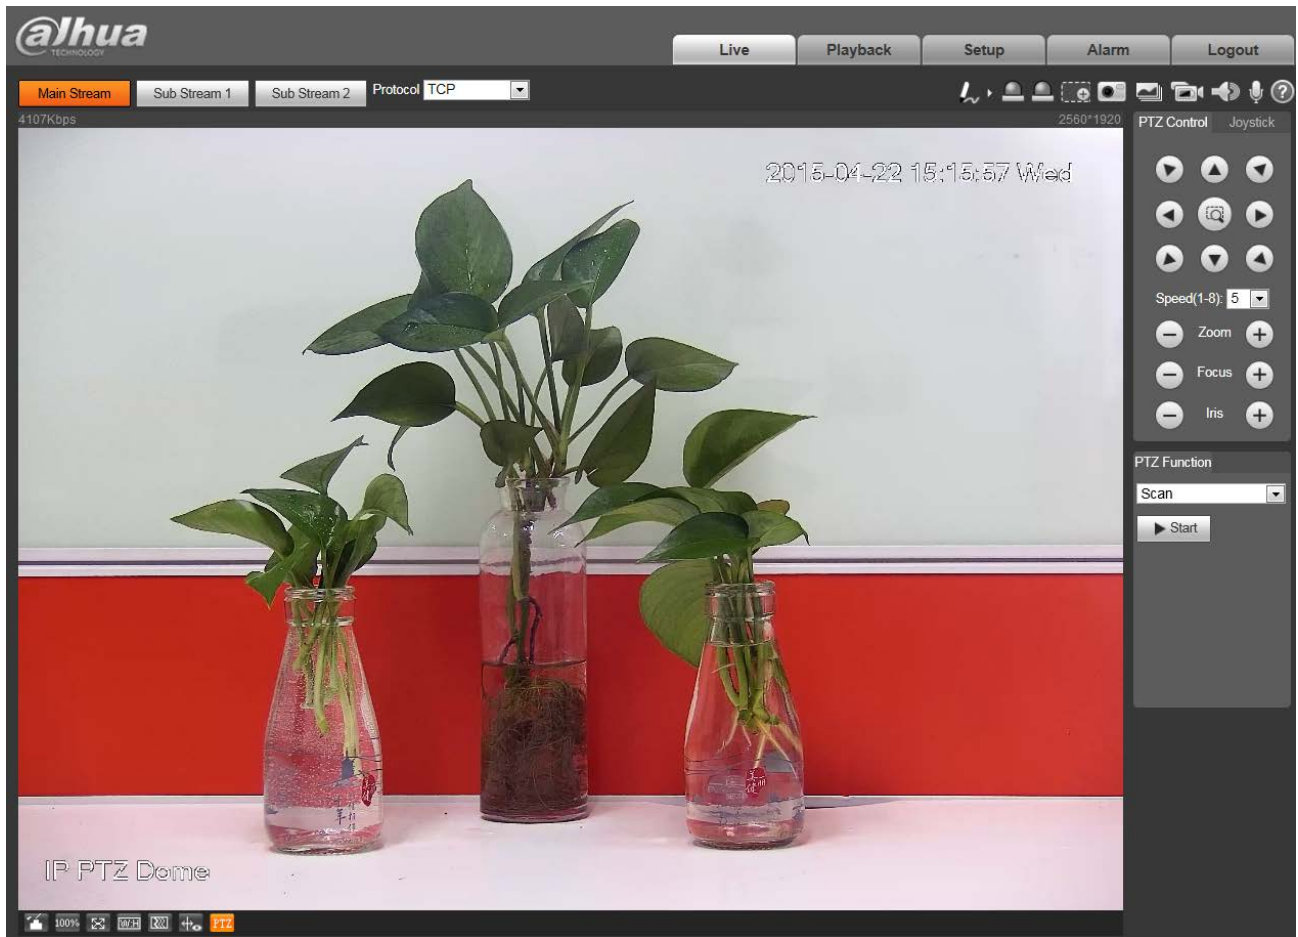 alhua
TECHNOLOGY
Live
Playback
Setup
Alarm
Logout
Main Stream
Sub Stream 1
Sub Stream 2
Protocol TCP
4107Kbps
2560*1920
2015-04-22 15:15:57 Wed
PTZ Control
Joystick
Speed(1-8): 5
Zoom
Focus
Iris
PTZ Function
Scan
Start
IP PTZ Dome
100%
W:H
PTZ